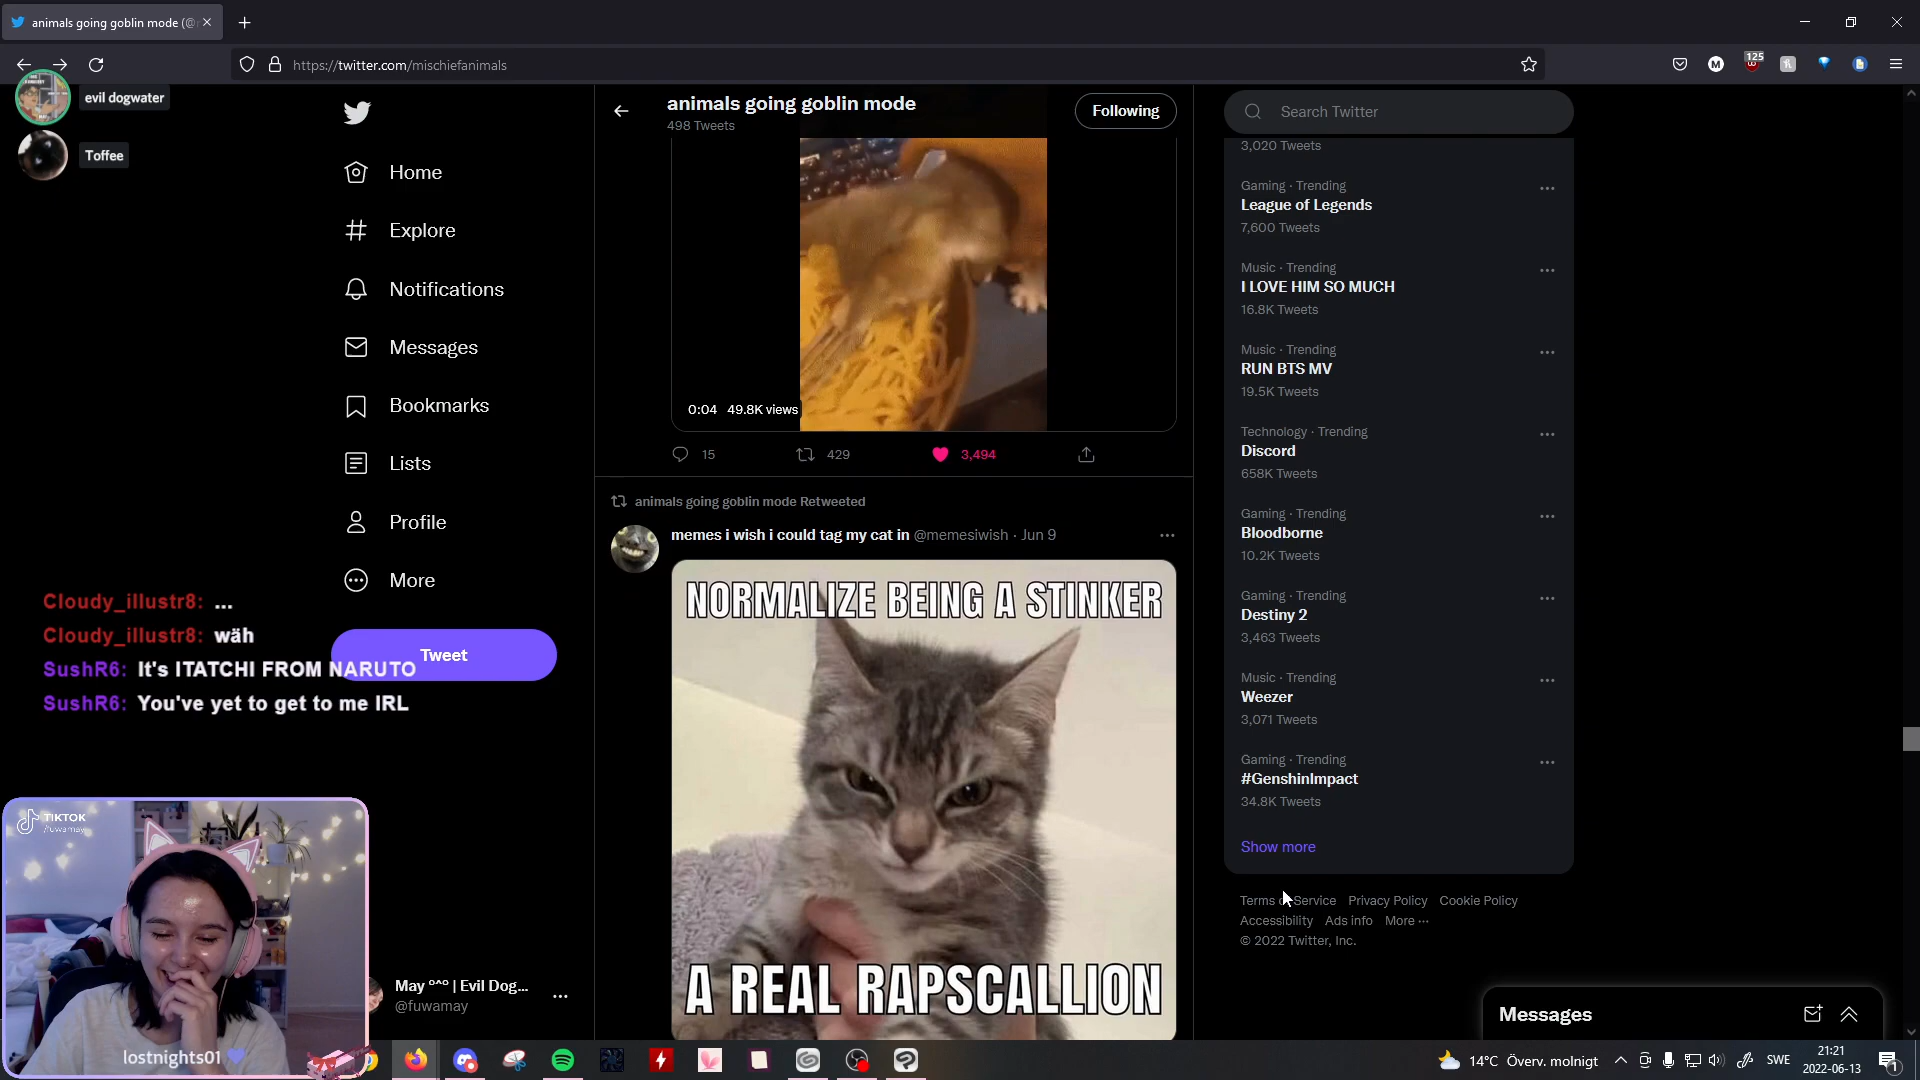 animals going goblin mode (@
https://twitter.com/mischiefanimals
125
evil dogwater
Toffee
Home
Explore
Notifications
Messages
Bookmarks
Lists
Profile
More
Tweet
Cloudy_illustr8: ...
Cloudy_illustr8: wäh
SushR6: It's ITATCHI FROM NARUTO
SushR6: You've yet to get to me IRL
TIKTOK
/fuwamay
lostnights01
May º^º | Evil Dog...
@fuwamay
animals going goblin mode
498 Tweets
Following
0:04 49.8K views
15
429
3,494
animals going goblin mode Retweeted
memes i wish i could tag my cat in @memesiwish · Jun 9
NORMALIZE BEING A STINKER
A REAL RAPSCALLION
Search Twitter
3,020 Tweets
Gaming · Trending
League of Legends
7,600 Tweets
Music · Trending
I LOVE HIM SO MUCH
16.8K Tweets
Music · Trending
RUN BTS MV
19.5K Tweets
Technology · Trending
Discord
658K Tweets
Gaming · Trending
Bloodborne
10.2K Tweets
Gaming · Trending
Destiny 2
3,463 Tweets
Music · Trending
Weezer
3,071 Tweets
Gaming · Trending
#GenshinImpact
34.8K Tweets
Show more
Terms of Service Privacy Policy Cookie Policy
Accessibility Ads info More ···
© 2022 Twitter, Inc.
Messages
14°C Överv. molnigt
SWE
21:21
2022-06-13
1